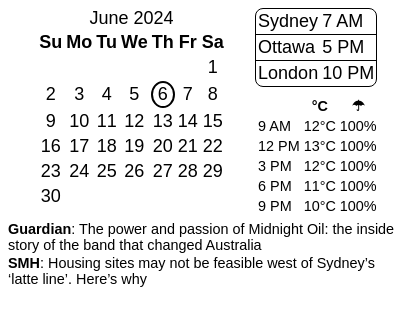 June 2024
Su Mo Tu We Th Fr Sa
1
2 3 4 5 6 7 8
9 10 11 12 13 14 15
16 17 18 19 20 21 22
23 24 25 26 27 28 29
30
Sydney 7 AM
Ottawa 5 PM
London 10 PM
°C ☂
9 AM 12°C 100%
12 PM 13°C 100%
3 PM 12°C 100%
6 PM 11°C 100%
9 PM 10°C 100%
Guardian: The power and passion of Midnight Oil: the inside
story of the band that changed Australia
SMH: Housing sites may not be feasible west of Sydney’s
‘latte line’. Here’s why